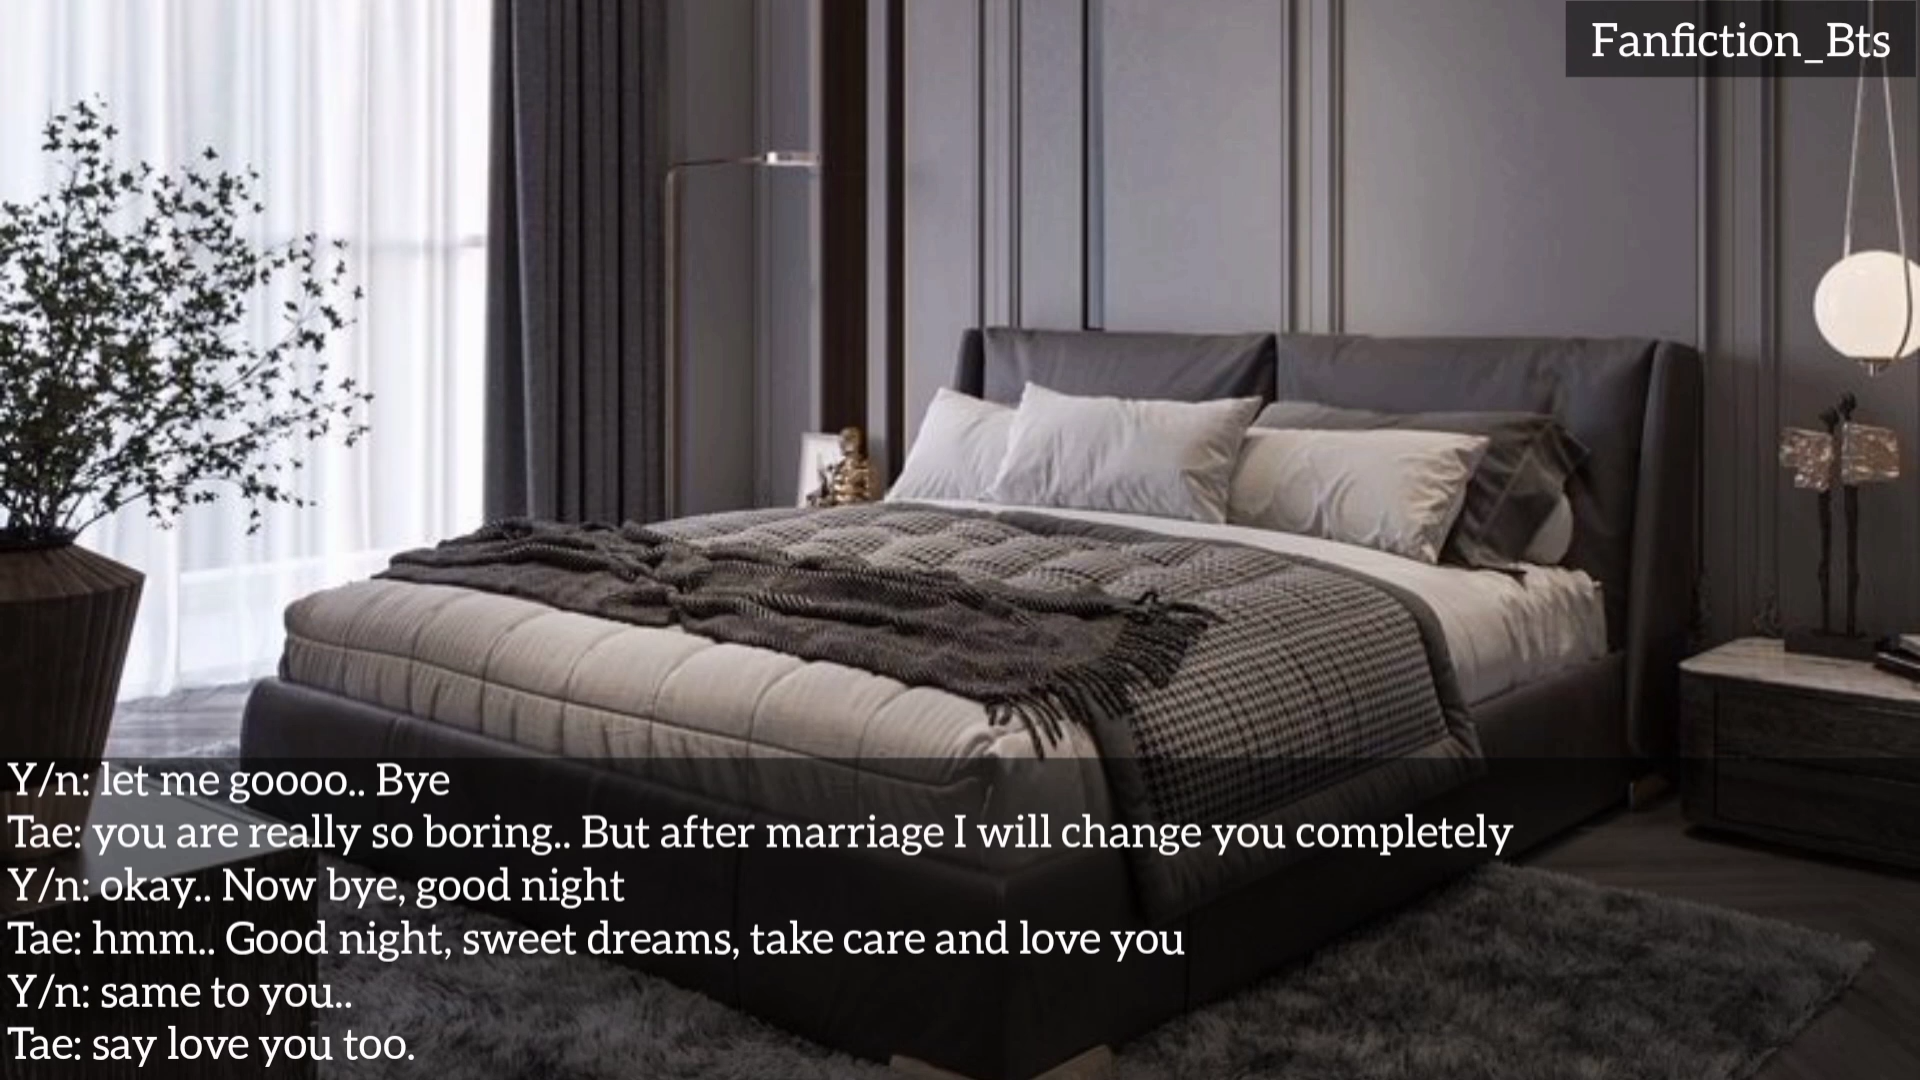 Fanfiction_Bts
Y/n: let me goooo.. Bye
Tae: you are really so boring.. But after marriage I will change you completely
Y/n: okay.. Now bye, good night
Tae: hmm.. Good night, sweet dreams, take care and love you
Y/n: same to you..
Tae: say love you too.